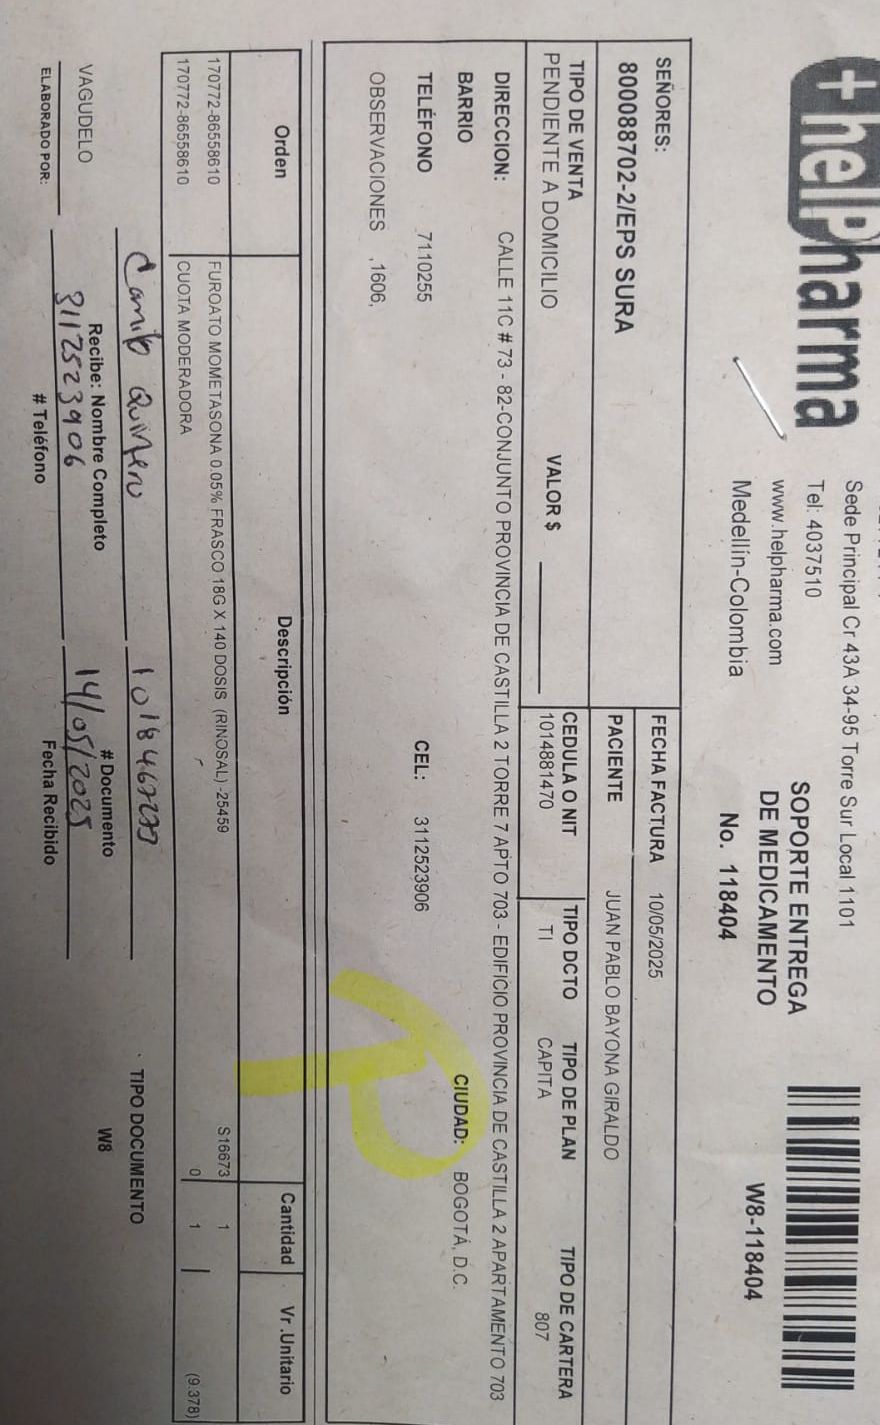 +helPharma
Sede Principal Cr 43A 34-95 Torre Sur Local 1101
Tel: 4037510
www.helpharma.com
Medellín-Colombia
SOPORTE ENTREGA
DE MEDICAMENTO
No. 118404
W8-118404
SEÑORES:
800088702-2/EPS SURA
FECHA FACTURA 10/05/2025
PACIENTE JUAN PABLO BAYONA GIRALDO
TIPO DE VENTA VALOR $ CEDULA O NIT TIPO DCTO TIPO DE PLAN TIPO DE CARTERA
PENDIENTE A DOMICILIO 1014881470 TI CAPITA 807
DIRECCION: CALLE 11C # 73 - 82-CONJUNTO PROVINCIA DE CASTILLA 2 TORRE 7 APTO 703 - EDIFICIO PROVINCIA DE CASTILLA 2 APARTAMENTO 703
BARRIO CIUDAD: BOGOTÁ, D.C.
TELÉFONO 7110255 CEL: 3112523906
OBSERVACIONES ,1606,
Orden Descripción Cantidad Vr .Unitario
170772-86558610 FUROATO MOMETASONA 0.05% FRASCO 18G X 140 DOSIS (RINOSAL) -25459 S16673 1
170772-86558610 CUOTA MODERADORA 0 1 (9.378)
Camilo Quintero
Recibe: Nombre Completo # Documento TIPO DOCUMENTO
VAGUDELO 3112523906 14/05/2025 W8
ELABORADO POR: # Teléfono Fecha Recibido